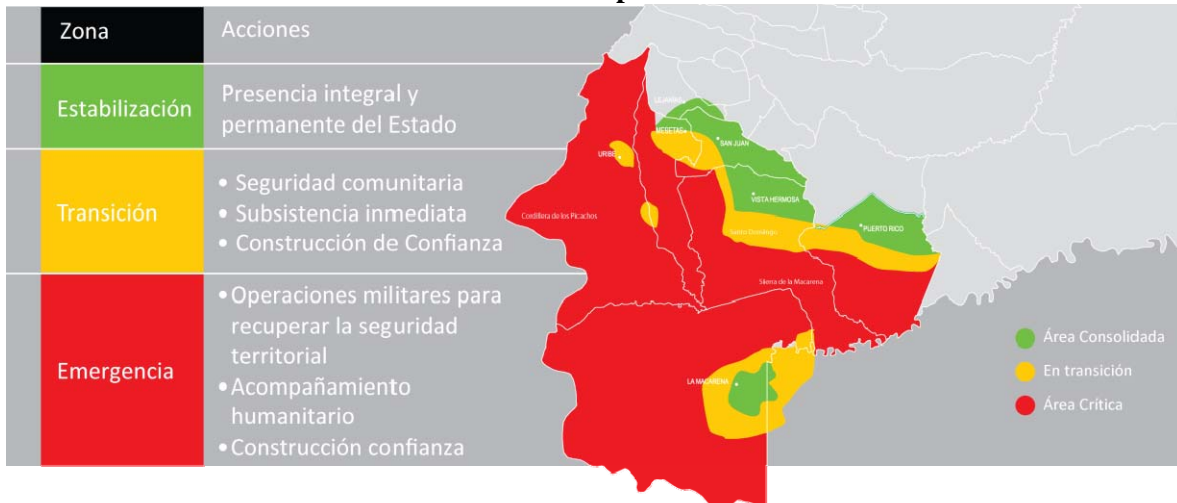 Zona
Acciones
Estabilización
Presencia integral y
permanente del Estado
Transición
• Seguridad comunitaria
• Subsistencia inmediata
• Construcción de Confianza
Emergencia
•Operaciones militares para
recuperar la seguridad
territorial
•Acompañamiento
humanitario
•Construcción confianza
MESETAS
SAN JUAN
URIBE
VISTA HERMOSA
Cordillera de los Picachos
Santo Domingo
PUERTO RICO
Sierra de la Macarena
LA MACARENA
Área Consolidada
En transición
Área Crítica